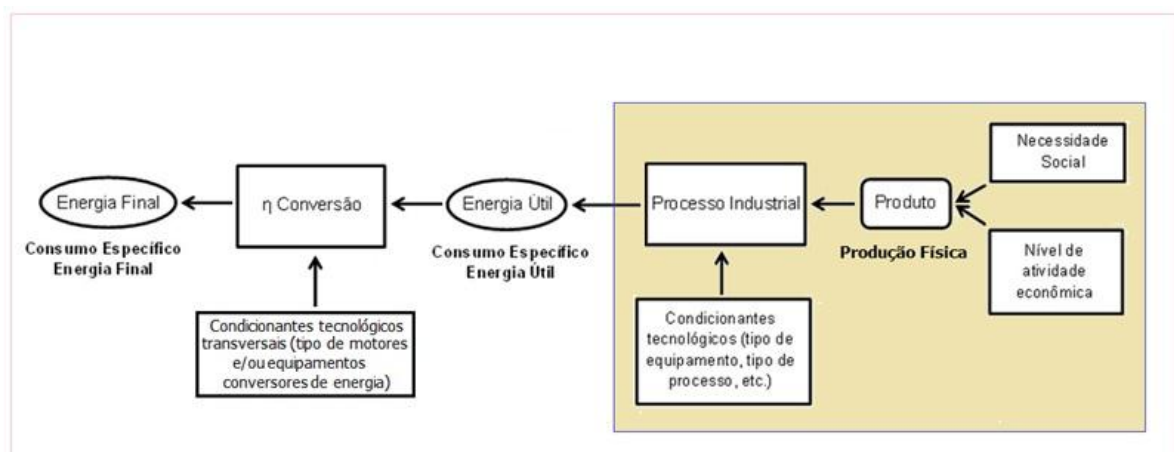 Energia Final
Consumo Específico
Energia Final
η Conversão
Condicionantes tecnológicos
transversais (tipo de motores
e/ou equipamentos
conversores de energia)
Energia Útil
Consumo Específico
Energia Útil
Processo Industrial
Condicionantes
tecnológicos (tipo de
equipamento, tipo de
processo, etc.)
Produto
Produção Física
Necessidade
Social
Nível de
atividade
econômica